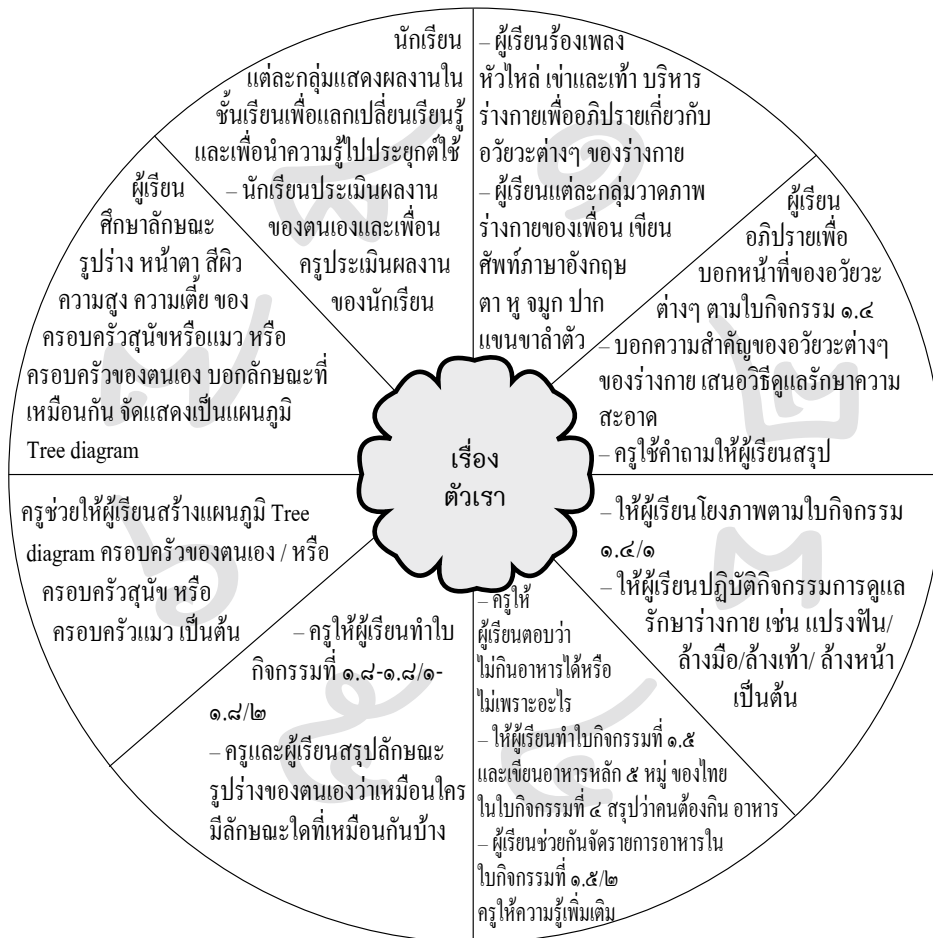 – ผู้เรียนร้องเพลง
หัวไหล่ เข่าและเท้า บริหาร
ร่างกายเพื่ออภิปรายเกี่ยวกับ
อวัยวะต่างๆ ของร่างกาย
– ผู้เรียนแต่ละกลุ่มวาดภาพ
ร่างกายของเพื่อน เขียน
ศัพท์ภาษาอังกฤษ
ตา หู จมูก ปาก
แขนขาลำตัว
๑
ผู้เรียน
อภิปรายเพื่อ
บอกหน้าที่ของอวัยวะ
ต่างๆ ตามใบกิจกรรม ๑.๔
– บอกความสำคัญของอวัยวะต่างๆ
ของร่างกาย เสนอวิธีดูแลรักษาความ
สะอาด
– ครูใช้คำถามให้ผู้เรียนสรุป
๒
– ให้ผู้เรียนโยงภาพตามใบกิจกรรม
๑.๔/๑
– ให้ผู้เรียนปฏิบัติกิจกรรมการดูแล
รักษาร่างกาย เช่น แปรงฟัน/
ล้างมือ/ล้างเท้า/ ล้างหน้า
เป็นต้น
๓
– ครูให้
ผู้เรียนตอบว่า
ไม่กินอาหารได้หรือ
ไม่เพราะอะไร
– ให้ผู้เรียนทำใบกิจกรรมที่ ๑.๕
และเขียนอาหารหลัก ๕ หมู่ ของไทย
ในใบกิจกรรมที่ ๔ สรุปว่าคนต้องกิน อาหาร
– ผู้เรียนช่วยกันจัดรายการอาหารใน
ใบกิจกรรมที่ ๑.๕/๒
ครูให้ความรู้เพิ่มเติม
๔
– ครูให้ผู้เรียนทำใบ
กิจกรรมที่ ๑.๘-๑.๘/๑-
๑.๘/๒
– ครูและผู้เรียนสรุปลักษณะ
รูปร่างของตนเองว่าเหมือนใคร
มีลักษณะใดที่เหมือนกันบ้าง
๕
ครูช่วยให้ผู้เรียนสร้างแผนภูมิ Tree
diagram ครอบครัวของตนเอง / หรือ
ครอบครัวสุนัข หรือ
ครอบครัวแมว เป็นต้น
๖
ผู้เรียน
ศึกษาลักษณะ
รูปร่าง หน้าตา สีผิว
ความสูง ความเตี้ย ของ
ครอบครัวสุนัขหรือแมว หรือ
ครอบครัวของตนเอง บอกลักษณะที่
เหมือนกัน จัดแสดงเป็นแผนภูมิ
Tree diagram
๗
นักเรียน
แต่ละกลุ่มแสดงผลงานใน
ชั้นเรียนเพื่อแลกเปลี่ยนเรียนรู้
และเพื่อนำความรู้ไปประยุกต์ใช้
– นักเรียนประเมินผลงาน
ของตนเองและเพื่อน
ครูประเมินผลงาน
ของนักเรียน
๘
เรื่อง
ตัวเรา